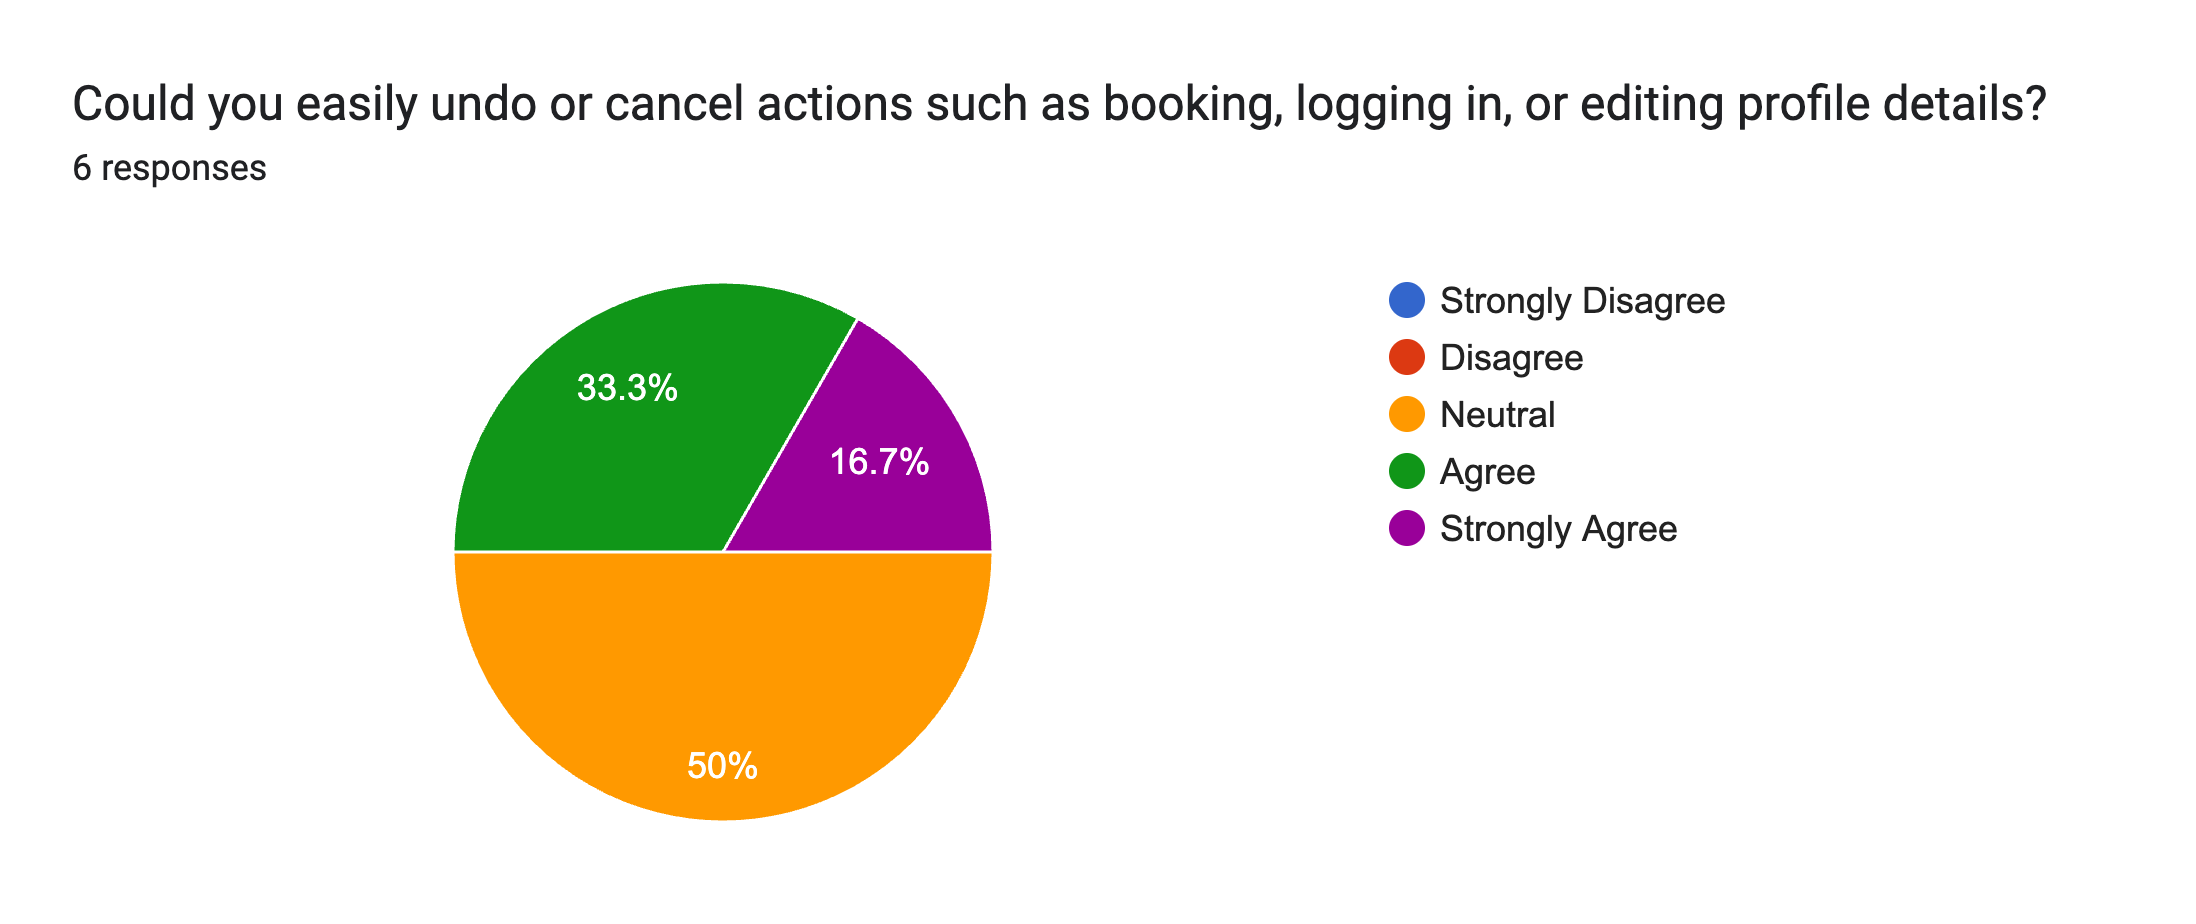 Could you easily undo or cancel actions such as booking, logging in, or editing profile details?
6 responses
33.3%
16.7%
50%
Strongly Disagree
Disagree
Neutral
Agree
Strongly Agree